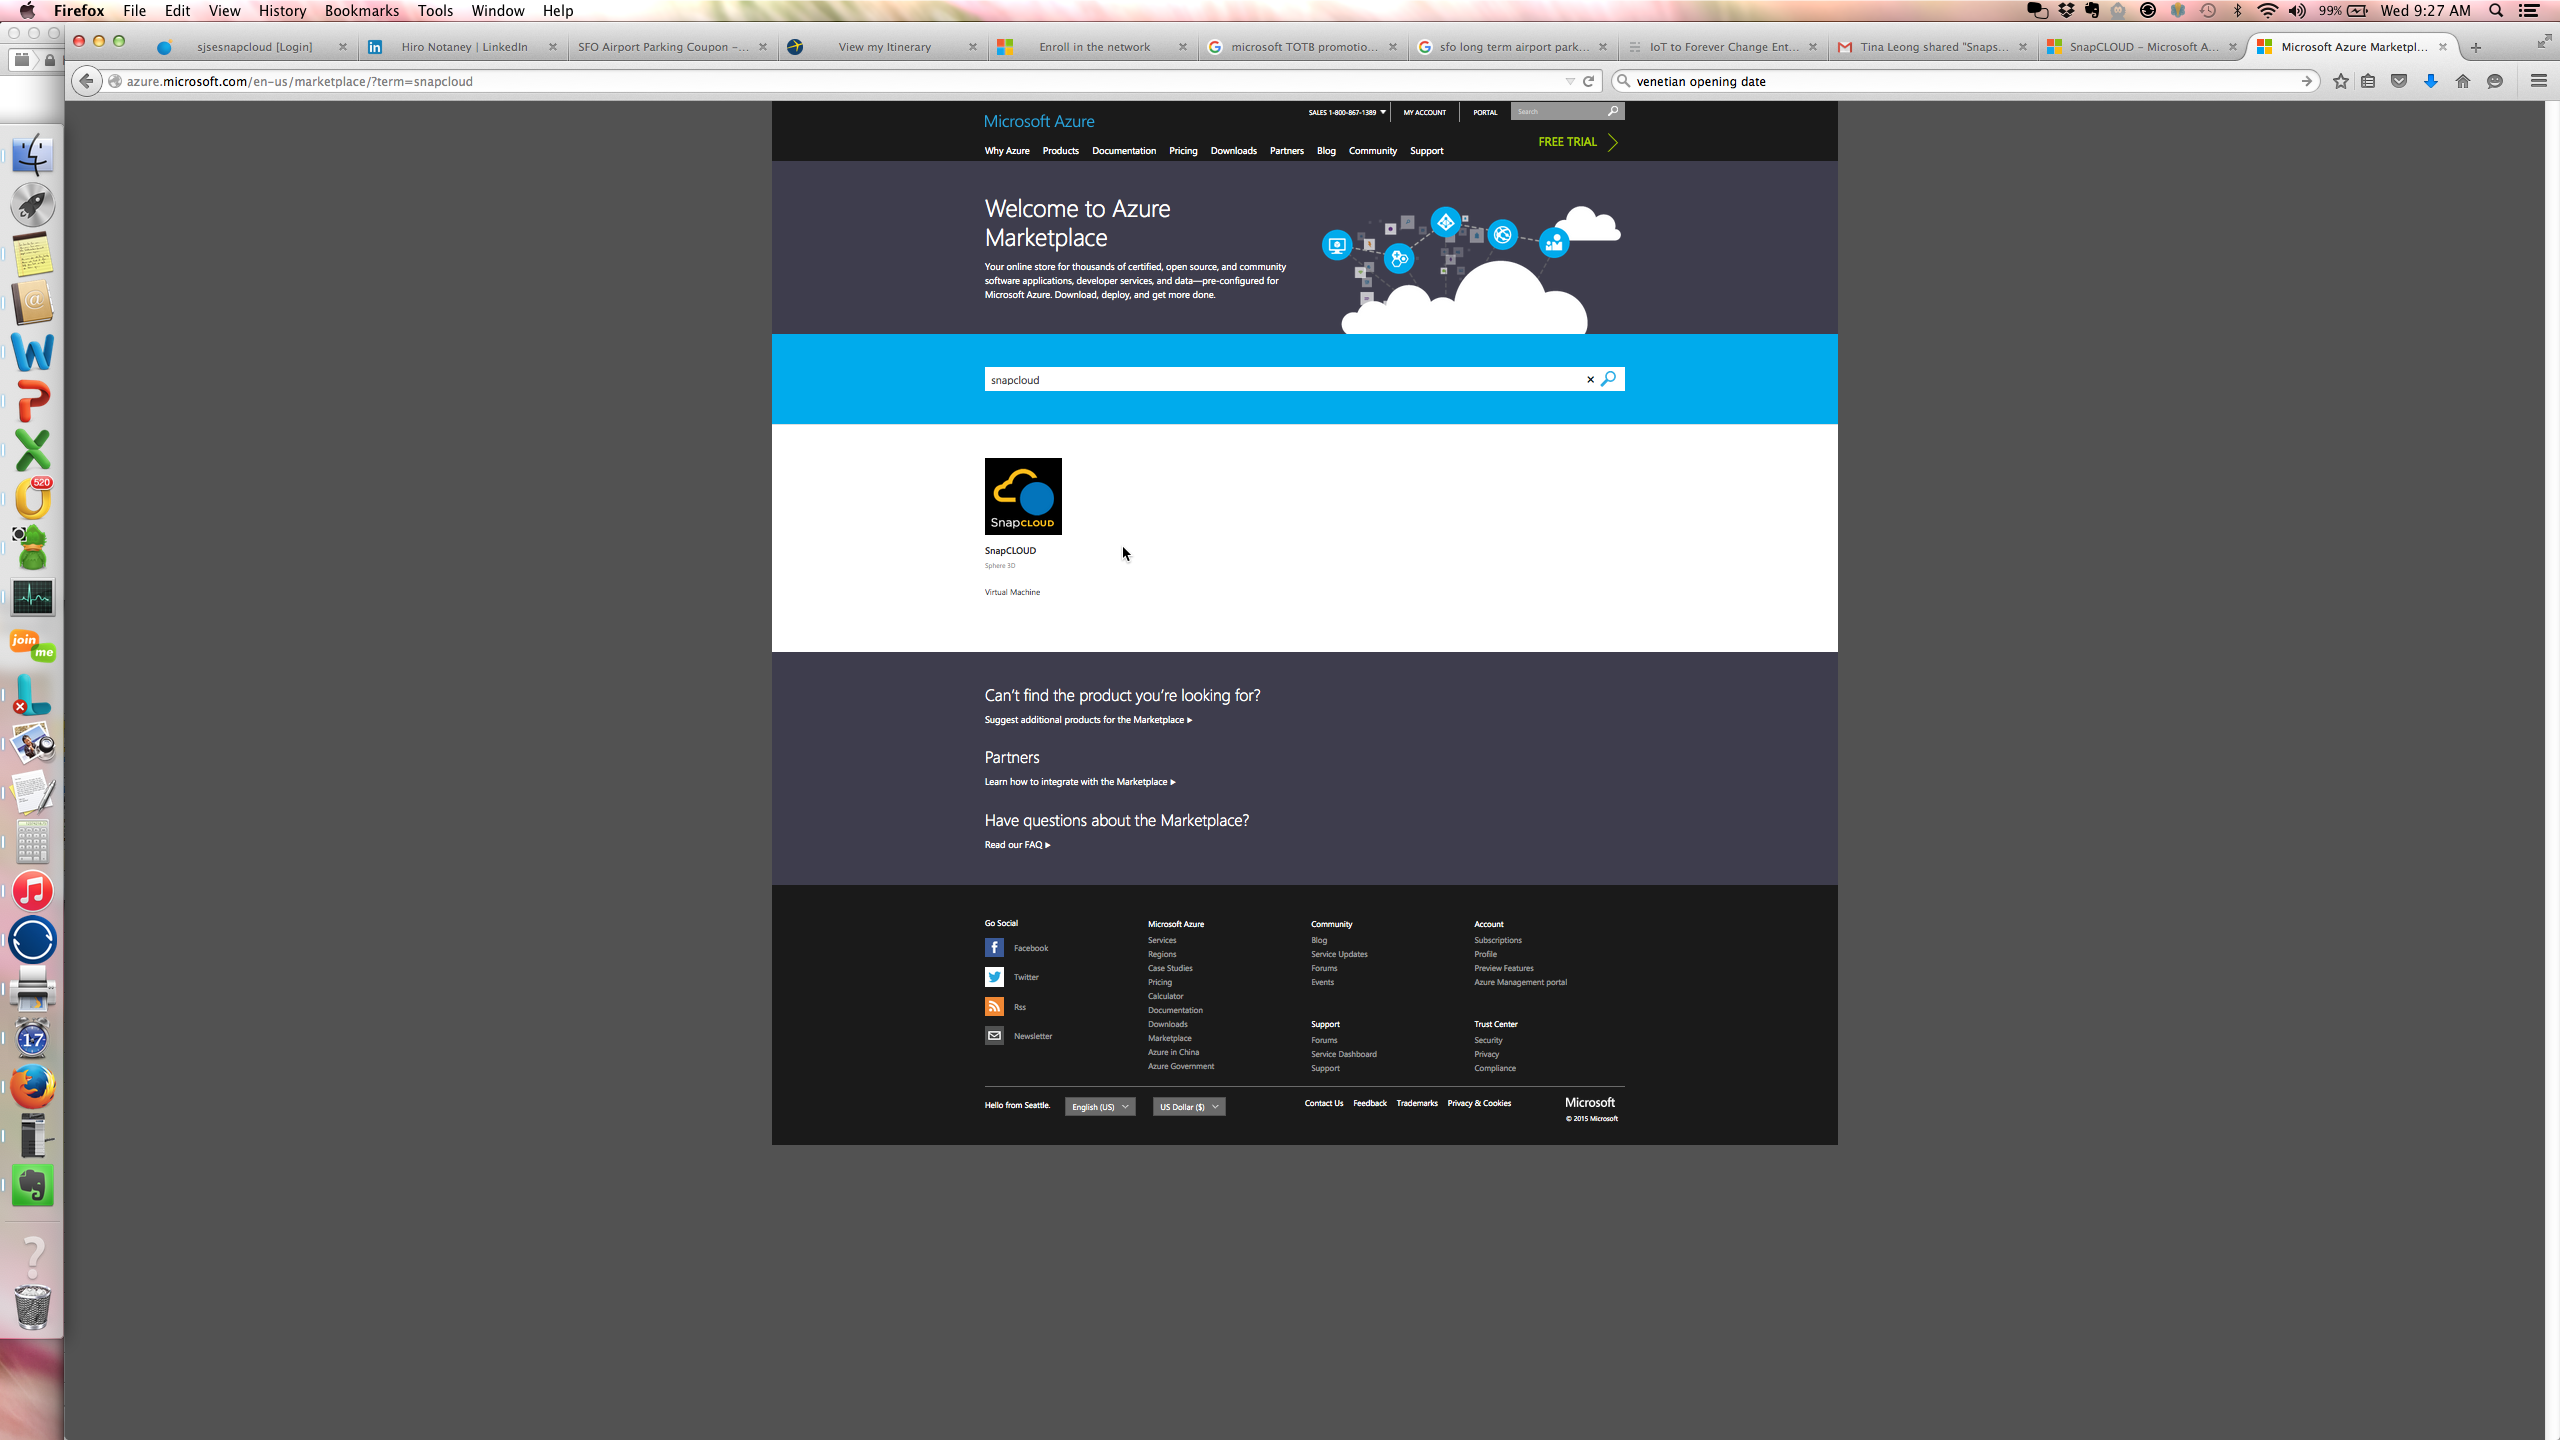 Firefox File Edit View History Bookmarks Tools Window Help
99% Wed 9:27 AM
sjsesnapcloud [Login]
Hiro Notaney | LinkedIn
SFO Airport Parking Coupon –...
View my Itinerary
Enroll in the network
microsoft TOTB promotio...
sfo long term airport park...
IoT to Forever Change Ent...
Tina Leong shared "Snaps...
SnapCLOUD – Microsoft A...
Microsoft Azure Marketpl...
azure.microsoft.com/en-us/marketplace/?term=snapcloud
venetian opening date
SALES 1-800-867-1389
MY ACCOUNT
PORTAL
Search
Microsoft Azure
FREE TRIAL
Why Azure Products Documentation Pricing Downloads Partners Blog Community Support
Welcome to Azure
Marketplace
Your online store for thousands of certified, open source, and community
software applications, developer services, and data—pre-configured for
Microsoft Azure. Download, deploy, and get more done.
snapcloud
SnapCLOUD
SnapCLOUD
Sphere 3D
Virtual Machine
520
join
me
17
Can't find the product you're looking for?
Suggest additional products for the Marketplace
Partners
Learn how to integrate with the Marketplace
Have questions about the Marketplace?
Read our FAQ
Go Social
Facebook
Twitter
Rss
Newsletter
Microsoft Azure
Services
Regions
Case Studies
Pricing
Calculator
Documentation
Downloads
Marketplace
Azure in China
Azure Government
Community
Blog
Service Updates
Forums
Events
Support
Forums
Service Dashboard
Support
Account
Subscriptions
Profile
Preview Features
Azure Management portal
Trust Center
Security
Privacy
Compliance
Hello from Seattle.
English (US)
US Dollar ($)
Contact Us Feedback Trademarks Privacy & Cookies
Microsoft
© 2015 Microsoft